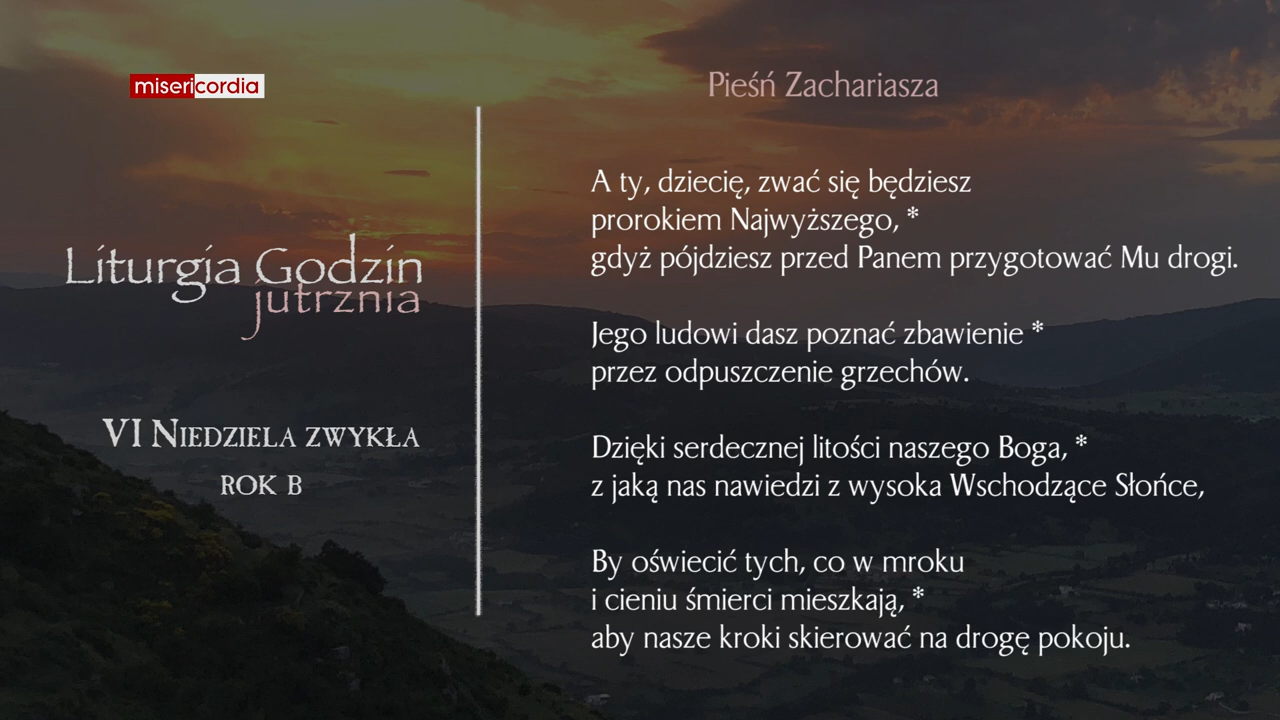 misericordia
Liturgia Godzin
jutrznia
VI Niedziela zwykła
rok B
Pieśń Zachariasza
A ty, dziecię, zwać się będziesz
prorokiem Najwyższego, *
gdyż pójdziesz przed Panem przygotować Mu drogi.
Jego ludowi dasz poznać zbawienie *
przez odpuszczenie grzechów.
Dzięki serdecznej litości naszego Boga, *
z jaką nas nawiedzi z wysoka Wschodzące Słońce,
By oświecić tych, co w mroku
i cieniu śmierci mieszkają, *
aby nasze kroki skierować na drogę pokoju.